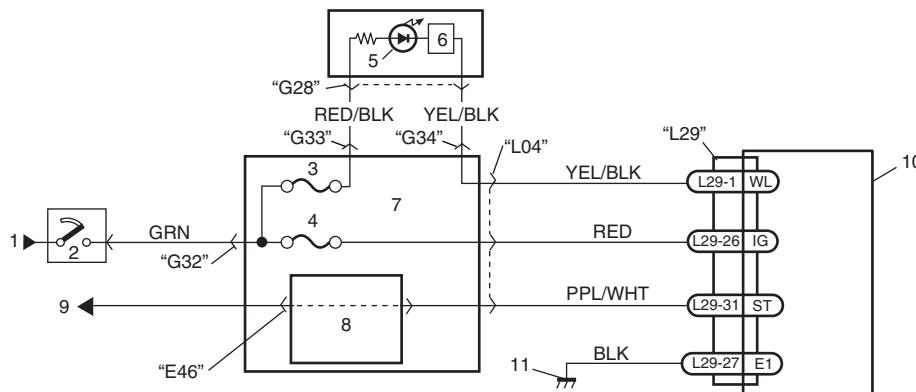 6
5
“G28”
RED/BLK YEL/BLK
“G33” “G34” “L04” “L29”
3
10
YEL/BLK L29-1 WL
4 7
1 2 GRN
“G32” RED L29-26 IG
9 8 PPL/WHT L29-31 ST
“E46” 11 BLK L29-27 E1